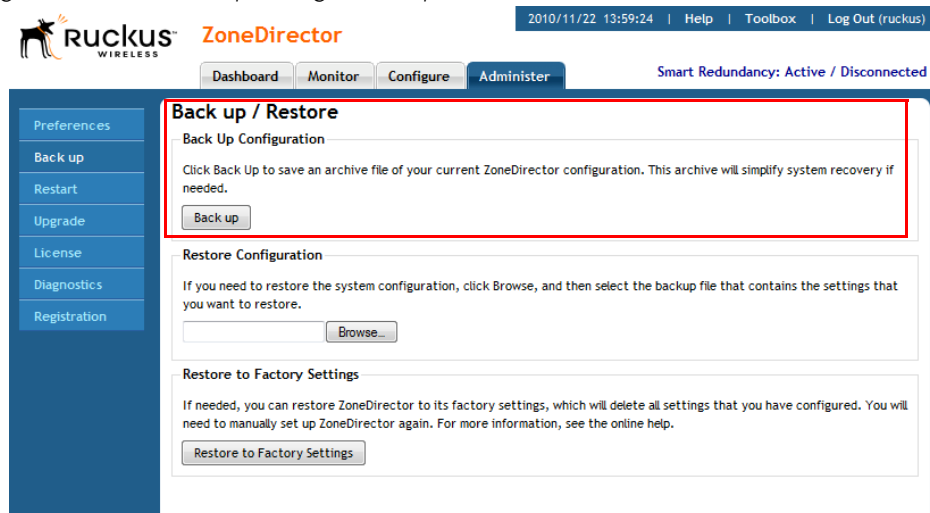 2010/11/22 13:59:24 | Help | Toolbox | Log Out (ruckus)
Ruckus WIRELESS
ZoneDirector
Dashboard Monitor Configure Administer
Smart Redundancy: Active / Disconnected
Preferences
Back up
Restart
Upgrade
License
Diagnostics
Registration
Back up / Restore
Back Up Configuration
Click Back Up to save an archive file of your current ZoneDirector configuration. This archive will simplify system recovery if
needed.
Back up
Restore Configuration
If you need to restore the system configuration, click Browse, and then select the backup file that contains the settings that
you want to restore.
Browse...
Restore to Factory Settings
If needed, you can restore ZoneDirector to its factory settings, which will delete all settings that you have configured. You will
need to manually set up ZoneDirector again. For more information, see the online help.
Restore to Factory Settings